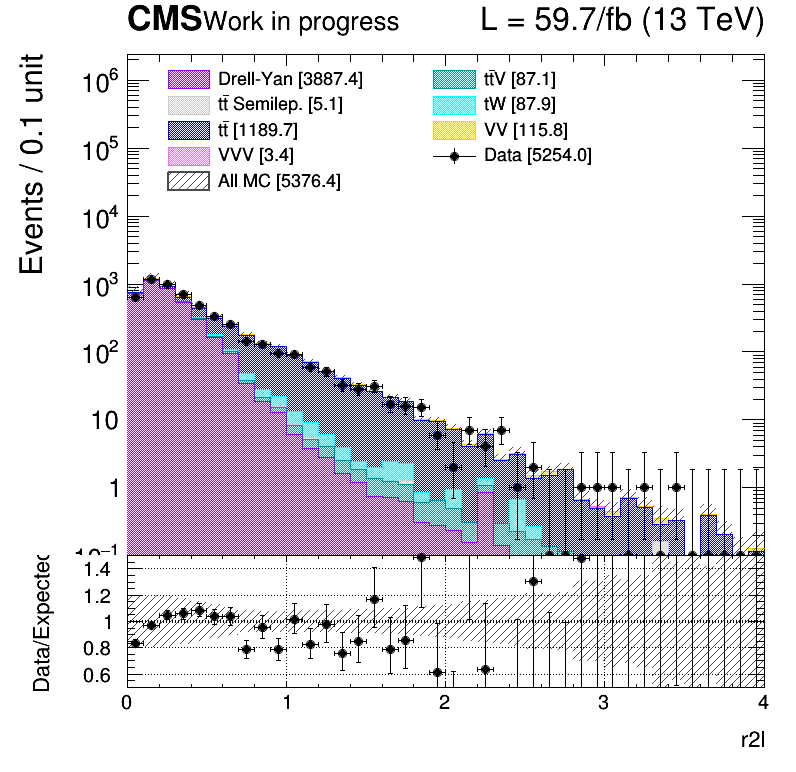 CMS Work in progress L = 59.7/fb (13 TeV)
Events / 0.1 unit
Drell-Yan [3887.4] tt̄V [87.1]
tt̄ Semilep. [5.1] tW [87.9]
tt̄ [1189.7] VV [115.8]
VVV [3.4] Data [5254.0]
All MC [5376.4]
10⁶
10⁵
10⁴
10³
10²
10
1
10⁻¹
Data/Expected
1.4
1.2
1
0.8
0.6
0 1 2 3 4
r2l